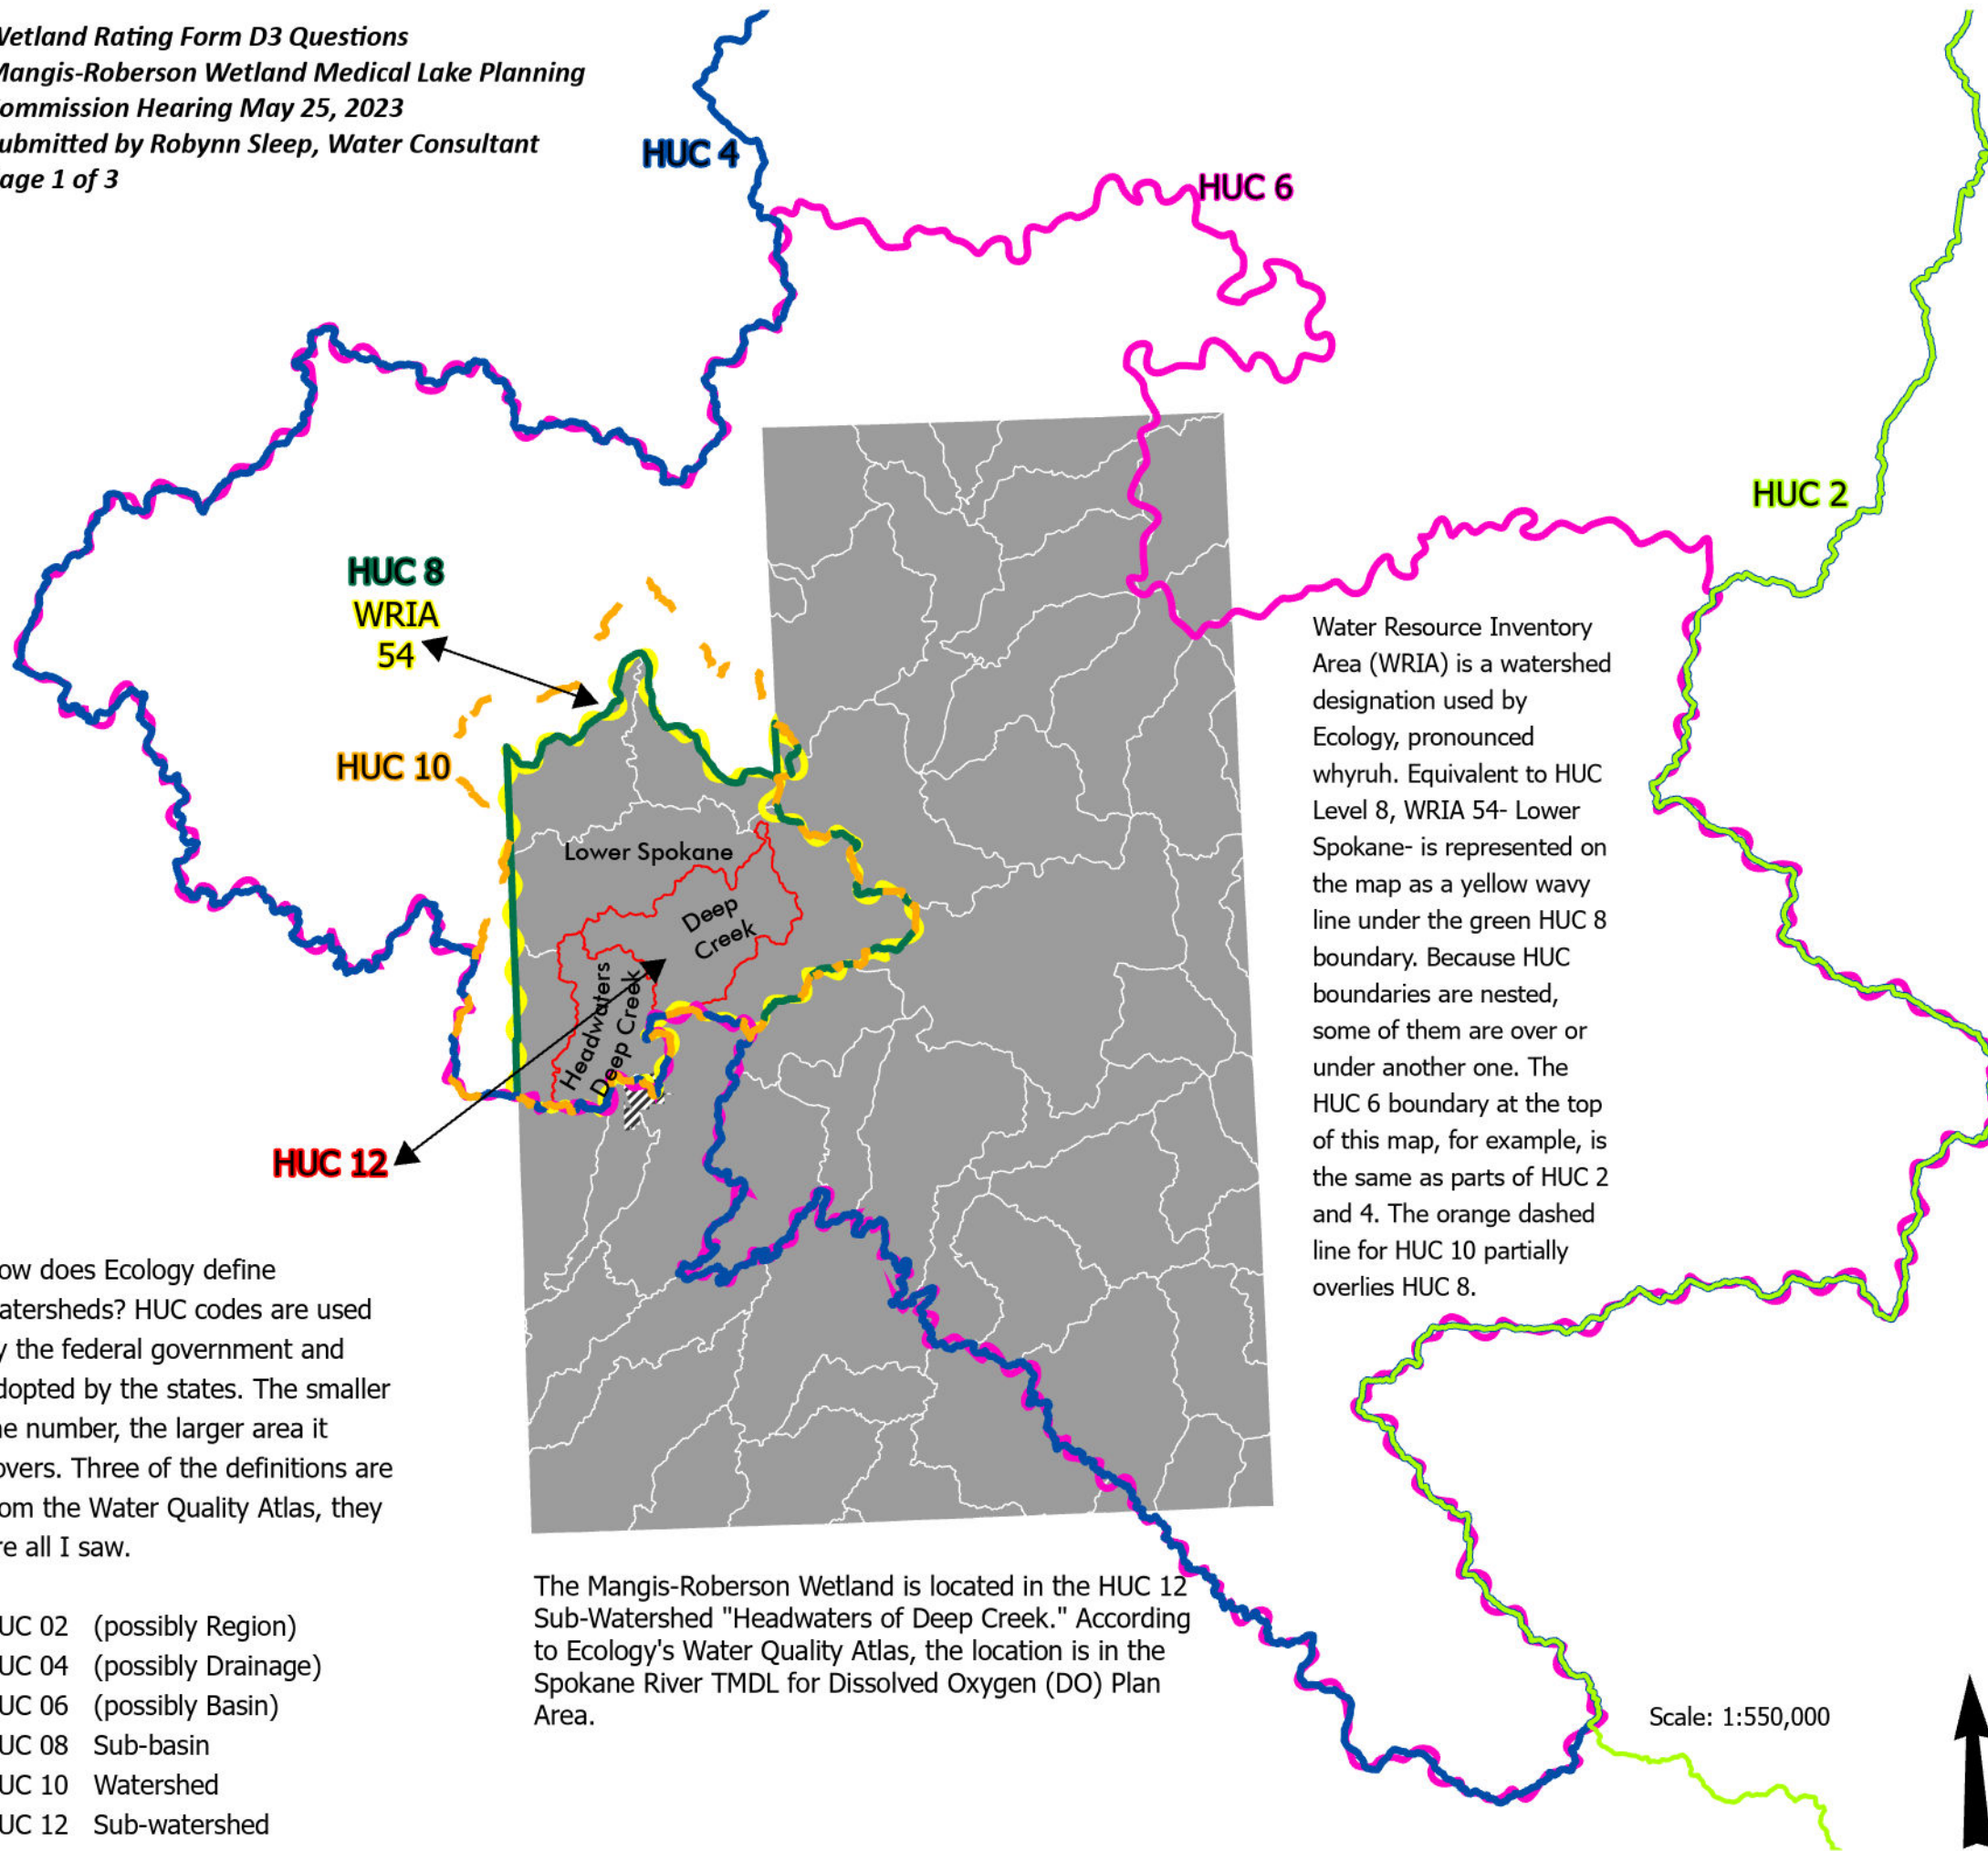 Wetland Rating Form D3 Questions
Mangis-Roberson Wetland Medical Lake Planning
ommission Hearing May 25, 2023
ubmitted by Robynn Sleep, Water Consultant
age 1 of 3
HUC 4
HUC 6
HUC 2
HUC 8
WRIA
54
HUC 10
Lower Spokane
Deep
Creek
Headwaters
Deep Creek
HUC 12
Water Resource Inventory
Area (WRIA) is a watershed
designation used by
Ecology, pronounced
whyruh. Equivalent to HUC
Level 8, WRIA 54- Lower
Spokane- is represented on
the map as a yellow wavy
line under the green HUC 8
boundary. Because HUC
boundaries are nested,
some of them are over or
under another one. The
HUC 6 boundary at the top
of this map, for example, is
the same as parts of HUC 2
and 4. The orange dashed
line for HUC 10 partially
overlies HUC 8.
ow does Ecology define
atersheds? HUC codes are used
y the federal government and
dopted by the states. The smaller
e number, the larger area it
overs. Three of the definitions are
om the Water Quality Atlas, they
re all I saw.
UC 02 (possibly Region)
UC 04 (possibly Drainage)
UC 06 (possibly Basin)
UC 08 Sub-basin
UC 10 Watershed
UC 12 Sub-watershed
The Mangis-Roberson Wetland is located in the HUC 12
Sub-Watershed "Headwaters of Deep Creek." According
to Ecology's Water Quality Atlas, the location is in the
Spokane River TMDL for Dissolved Oxygen (DO) Plan
Area.
Scale: 1:550,000